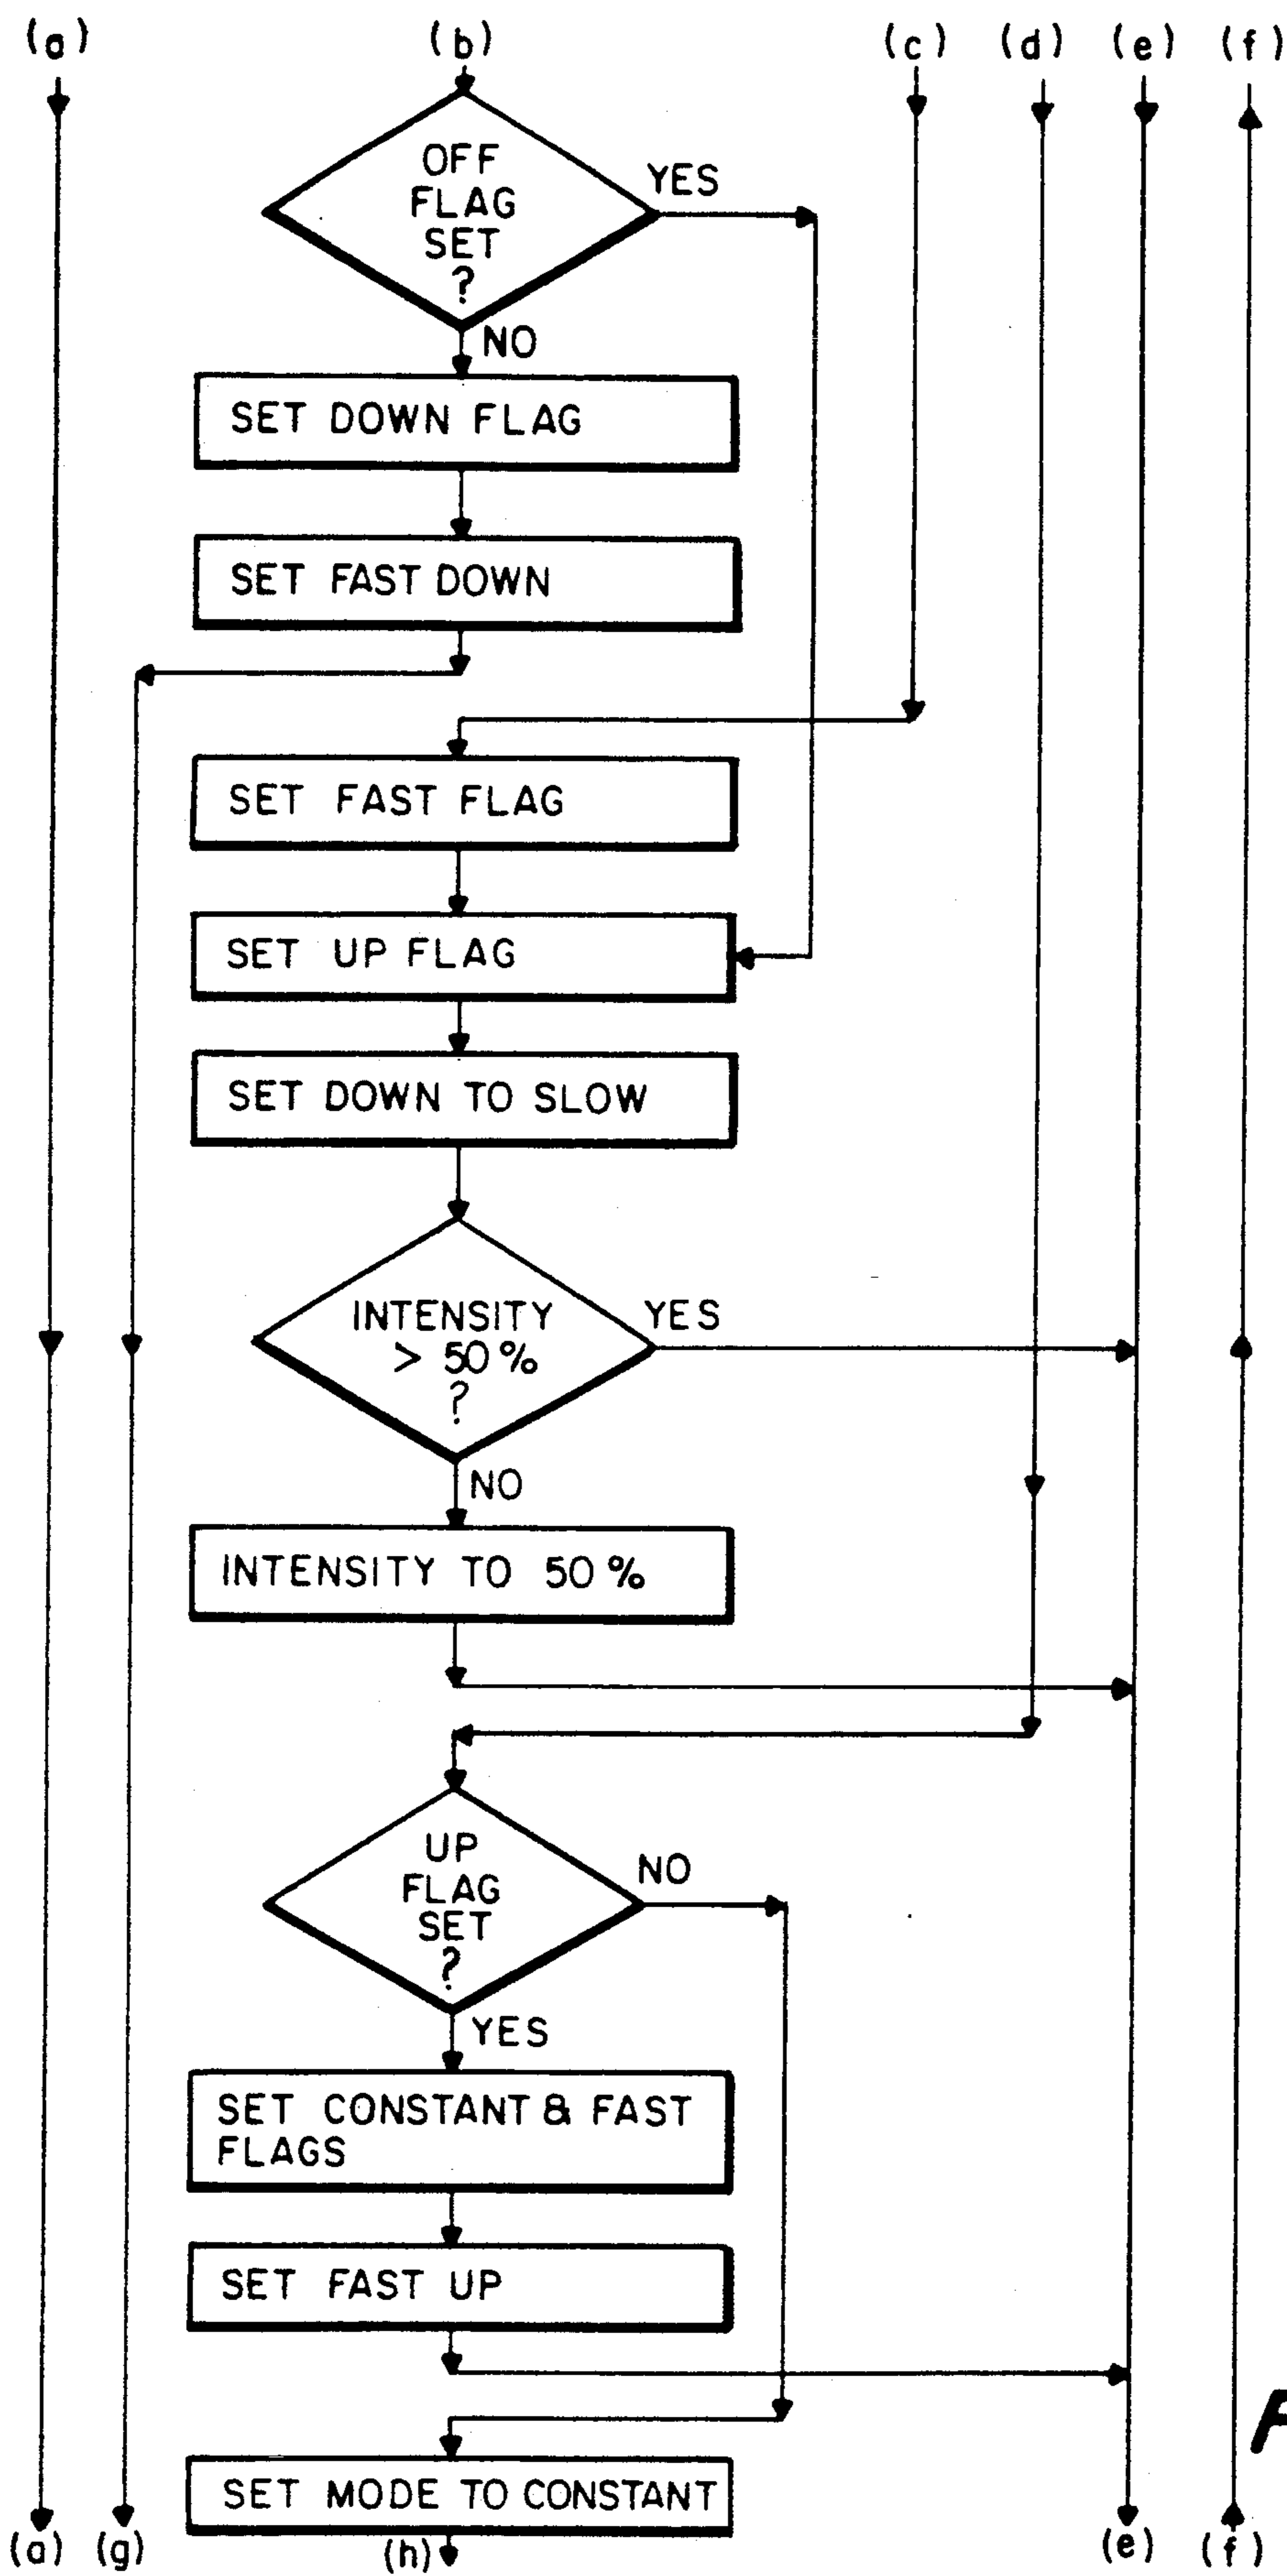 (a) (b) (c) (d) (e) (f)
OFF
FLAG
SET
?
YES
NO
SET DOWN FLAG
SET FAST DOWN
SET FAST FLAG
SET UP FLAG
SET DOWN TO SLOW
INTENSITY
> 50%
?
YES
NO
INTENSITY TO 50%
UP
FLAG
SET
?
NO
YES
SET CONSTANT & FAST
FLAGS
SET FAST UP
SET MODE TO CONSTANT
(a) (g) (h) (e) (f)